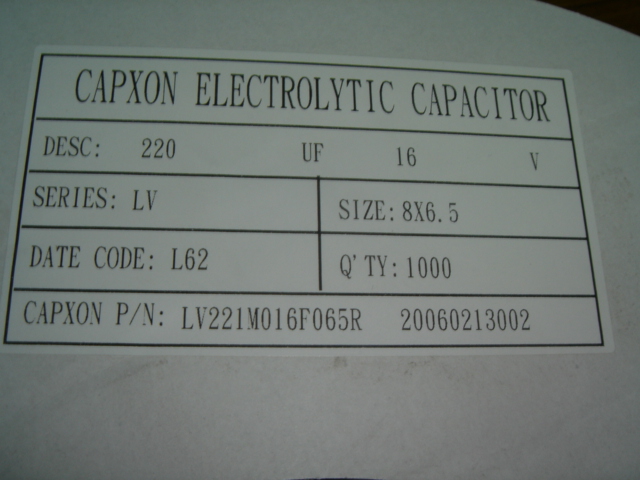 CAPXON ELECTROLYTIC CAPACITOR
DESC: 220 UF 16 V
SERIES: LV SIZE: 8X6.5
DATE CODE: L62 Q'TY: 1000
CAPXON P/N: LV221M016F065R 20060213002